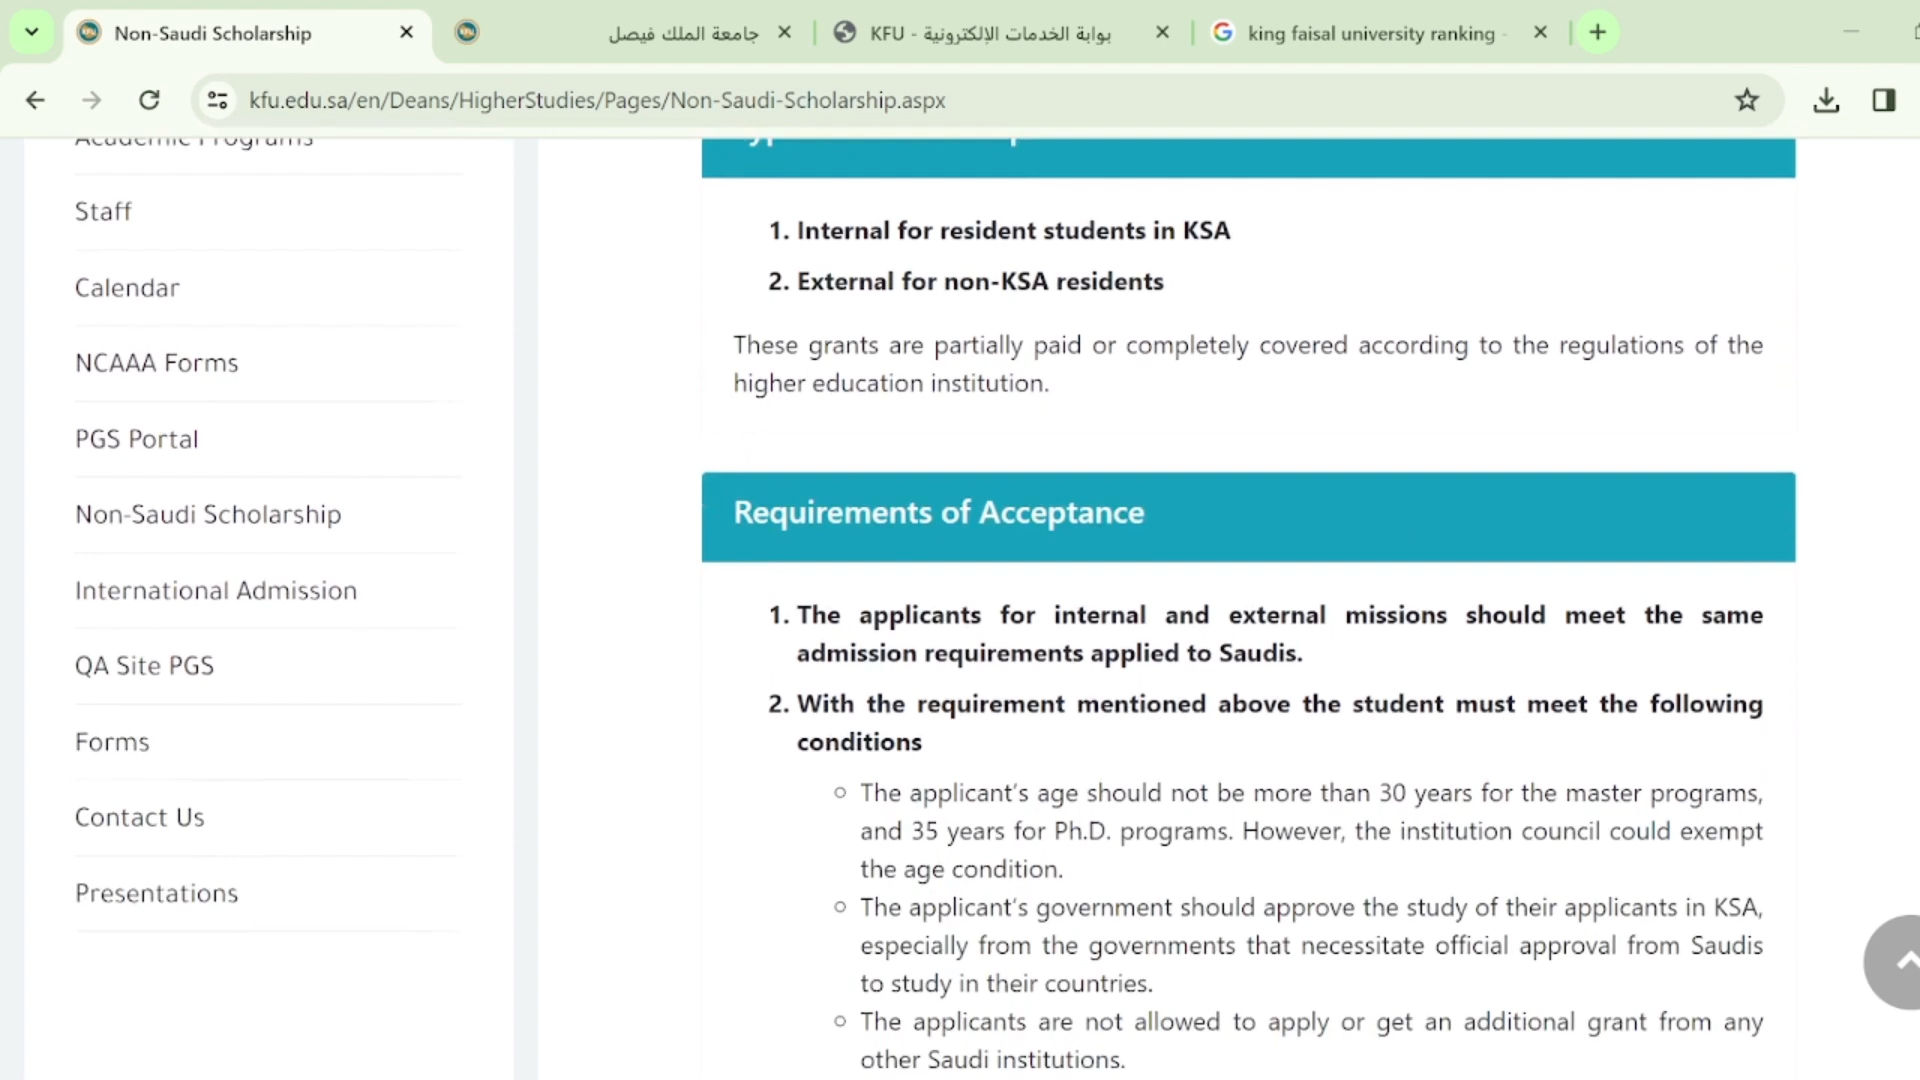 Non-Saudi Scholarship
جامعة الملك فيصل
بوابة الخدمات الإلكترونية - KFU
king faisal university ranking -
kfu.edu.sa/en/Deans/HigherStudies/Pages/Non-Saudi-Scholarship.aspx
Academic Programs
Staff
Calendar
NCAAA Forms
PGS Portal
Non-Saudi Scholarship
International Admission
QA Site PGS
Forms
Contact Us
Presentations
1. Internal for resident students in KSA
2. External for non-KSA residents
These grants are partially paid or completely covered according to the regulations of the
higher education institution.
Requirements of Acceptance
1. The applicants for internal and external missions should meet the same
admission requirements applied to Saudis.
2. With the requirement mentioned above the student must meet the following
conditions
The applicant's age should not be more than 30 years for the master programs,
and 35 years for Ph.D. programs. However, the institution council could exempt
the age condition.
The applicant's government should approve the study of their applicants in KSA,
especially from the governments that necessitate official approval from Saudis
to study in their countries.
The applicants are not allowed to apply or get an additional grant from any
other Saudi institutions.